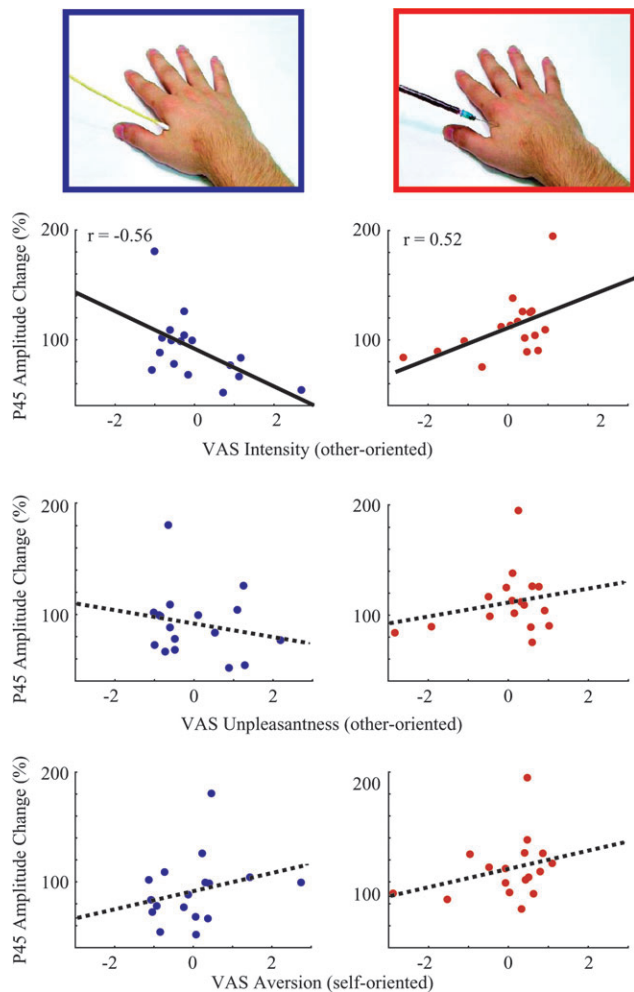 200
r = -0.56
100
P45 Amplitude Change (%)
-2 0 2
r = 0.52
-2 0 2
VAS Intensity (other-oriented)
200
100
P45 Amplitude Change (%)
-2 0 2
200
100
-2 0 2
VAS Unpleasantness (other-oriented)
200
100
P45 Amplitude Change (%)
-2 0 2
200
100
-2 0 2
VAS Aversion (self-oriented)